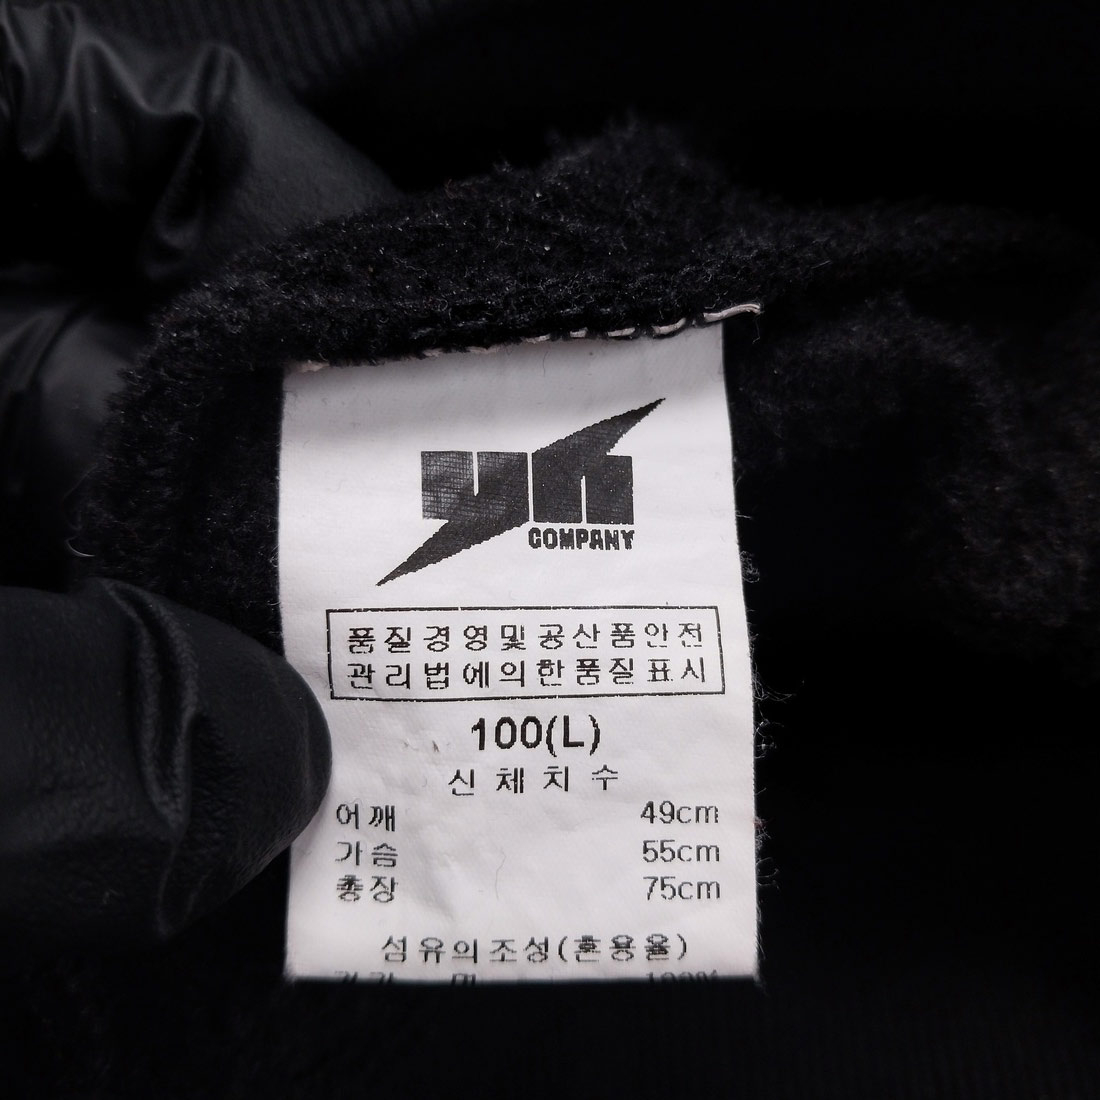 yn
COMPANY
품질경영및공산품안전
관리법에의한품질표시
100(L)
신체치수
어깨 49cm
가슴 55cm
총장 75cm
섬유의조성(혼용율)